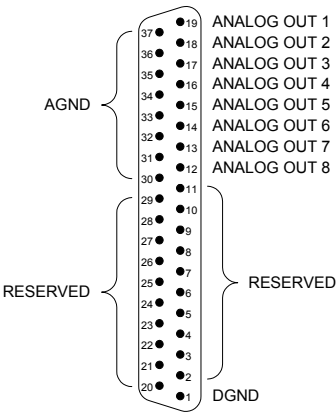 19 ANALOG OUT 1
37
18 ANALOG OUT 2
36
17 ANALOG OUT 3
35
16 ANALOG OUT 4
34
AGND
15 ANALOG OUT 5
33
14 ANALOG OUT 6
32
13 ANALOG OUT 7
31
12 ANALOG OUT 8
30
11
29
10
28
9
27
8
26
7
25
RESERVED
RESERVED
6
24
5
23
4
22
3
21
2
20
1 DGND